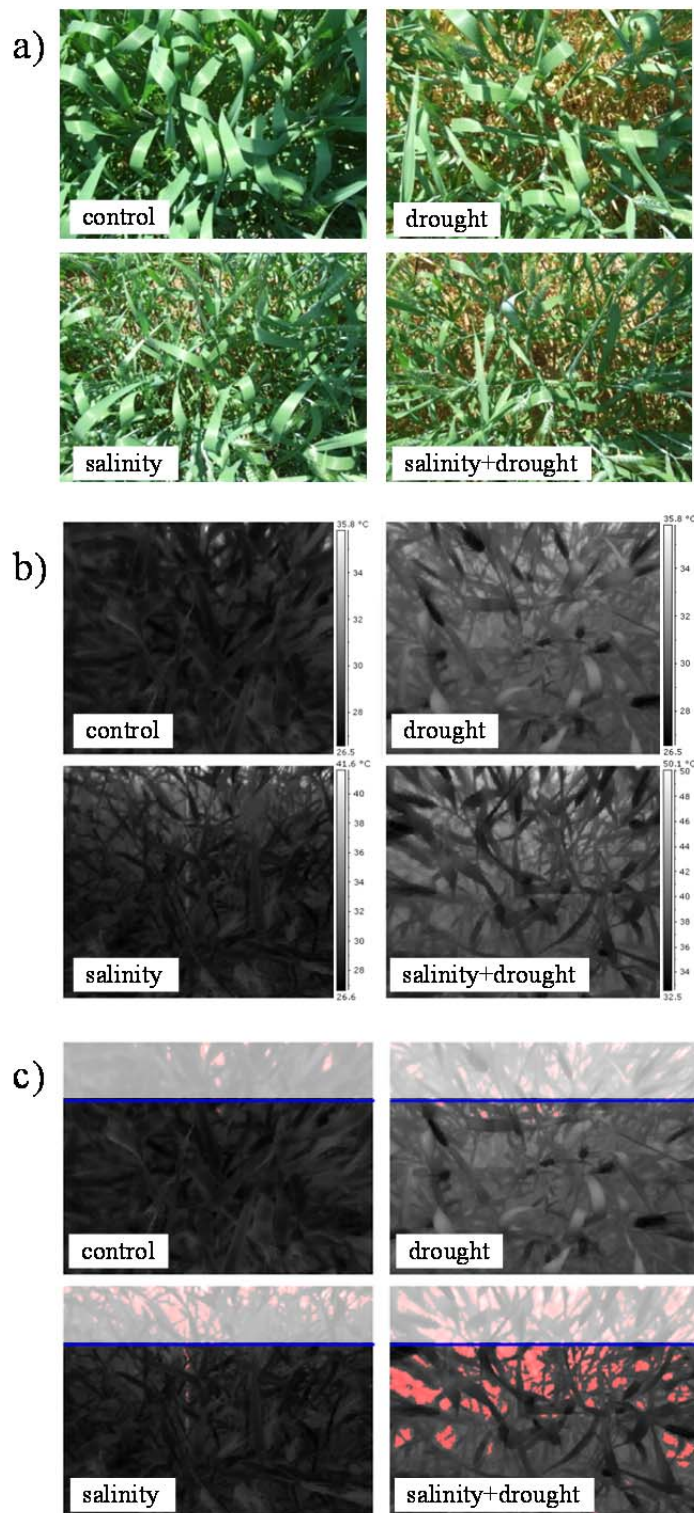 a)
control
drought
salinity
salinity+drought
b)
35.8 °C
34
32
30
28
26.5
control
35.8 °C
34
32
30
28
26.5
drought
41.6 °C
40
38
36
34
32
30
28
26.6
salinity
50.1 °C
50
48
46
44
42
40
38
36
34
32.5
salinity+drought
c)
control
drought
salinity
salinity+drought